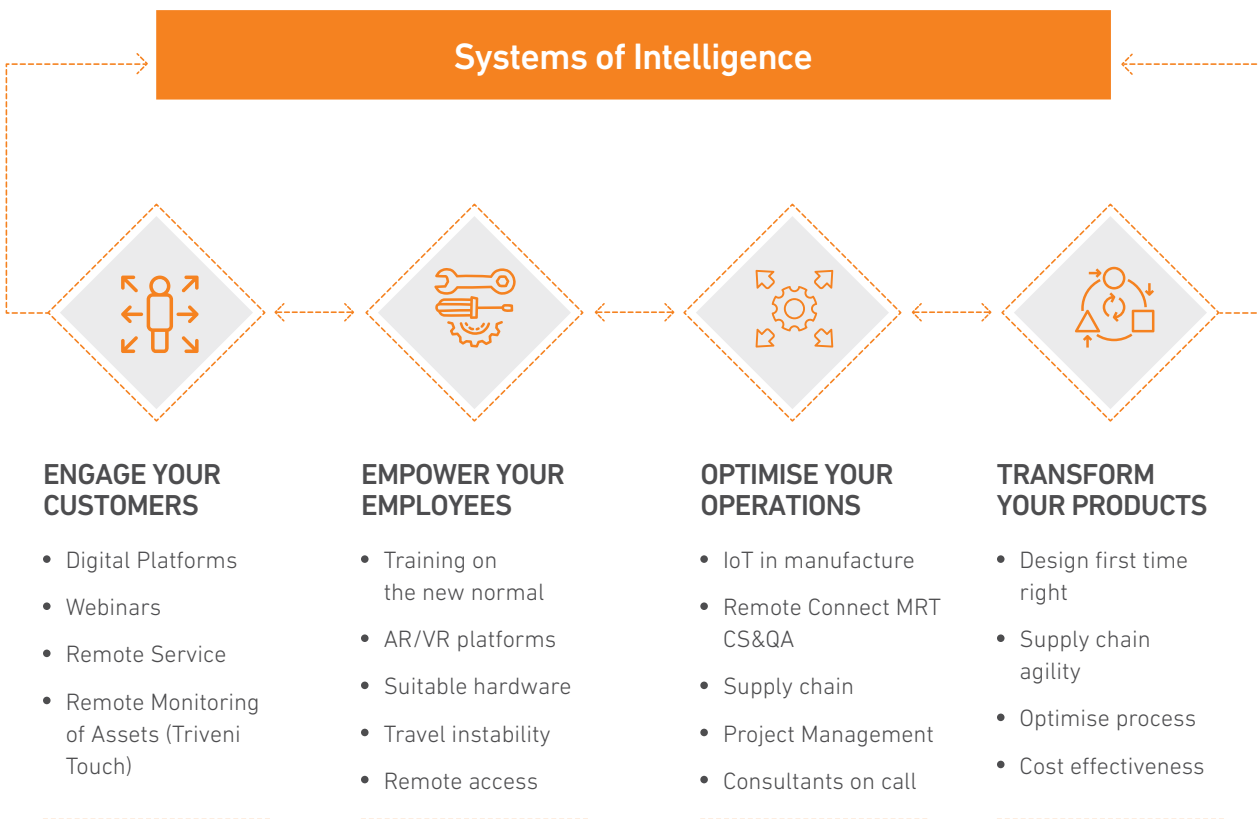 Systems of Intelligence
ENGAGE YOUR
CUSTOMERS
• Digital Platforms
• Webinars
• Remote Service
• Remote Monitoring
of Assets (Triveni
Touch)
EMPOWER YOUR
EMPLOYEES
• Training on
the new normal
• AR/VR platforms
• Suitable hardware
• Travel instability
• Remote access
OPTIMISE YOUR
OPERATIONS
• IoT in manufacture
• Remote Connect MRT
CS&QA
• Supply chain
• Project Management
• Consultants on call
TRANSFORM
YOUR PRODUCTS
• Design first time
right
• Supply chain
agility
• Optimise process
• Cost effectiveness